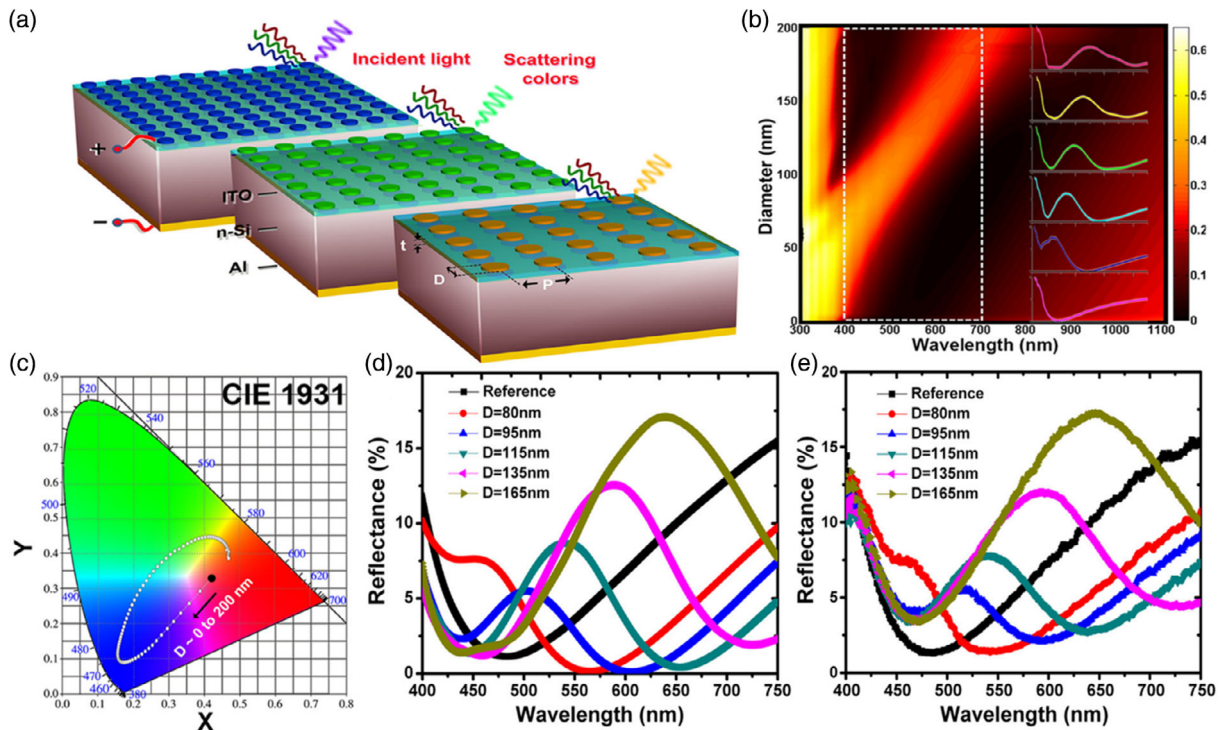 (a)
Incident light
Scattering
colors
+
−
ITO
n-Si
Al
t
D
P
(b)
Diameter (nm)
200
150
100
50
0
300 400 500 600 700 800 900 1000 1100
Wavelength (nm)
0.6
0.5
0.4
0.3
0.2
0.1
0
(c)
CIE 1931
Y
0.9
0.8
0.7
0.6
0.5
0.4
0.3
0.2
0.1
0.0
0.0 0.1 0.2 0.3 0.4 0.5 0.6 0.7 0.8
X
520
540
560
580
600
620
700
500
490
480
470
460
380
D ~ 0 to 200 nm
(d)
Reflectance (%)
20
15
10
5
0
Reference
D=80nm
D=95nm
D=115nm
D=135nm
D=165nm
400 450 500 550 600 650 700 750
Wavelength (nm)
(e)
Reflectance (%)
20
15
10
5
0
Reference
D=80nm
D=95nm
D=115nm
D=135nm
D=165nm
400 450 500 550 600 650 700 750
Wavelength (nm)